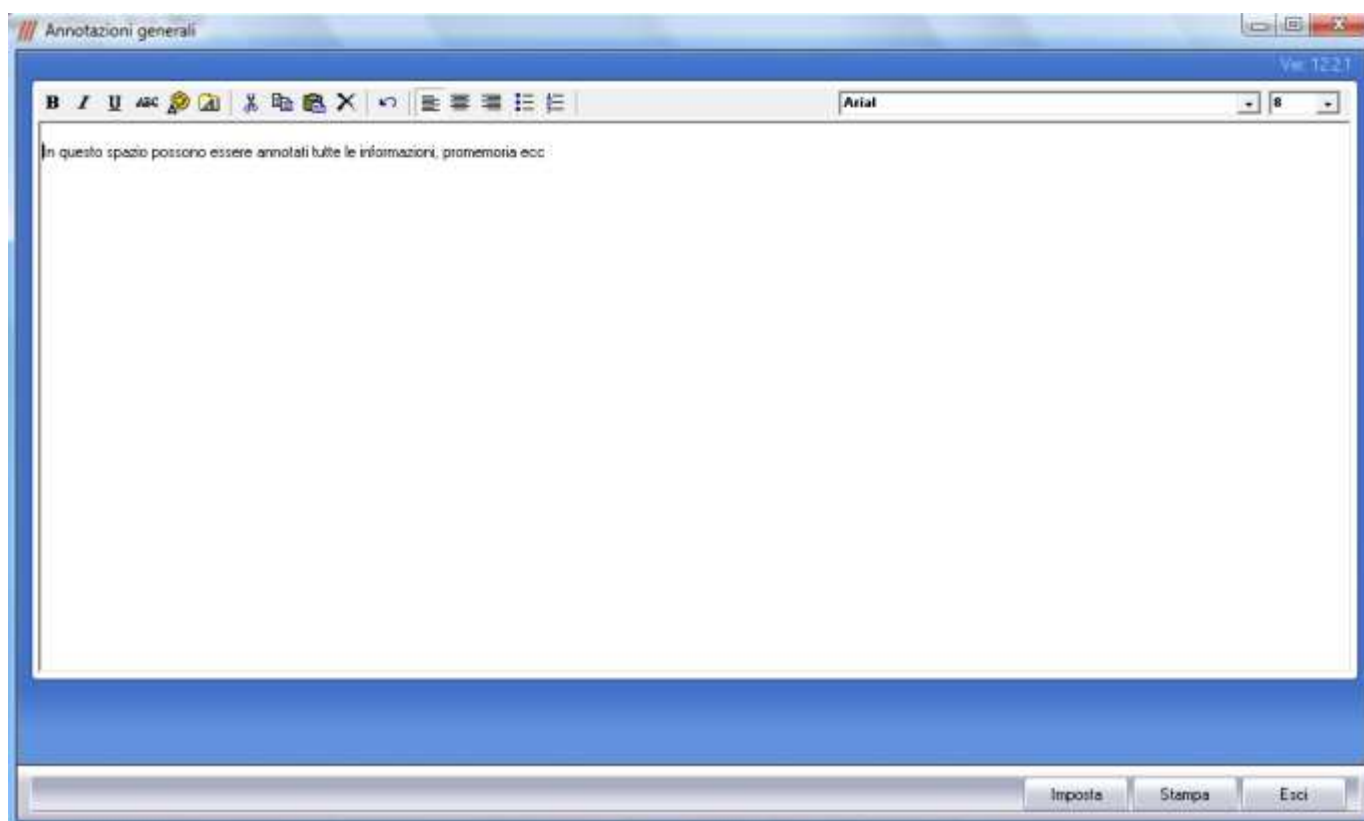 Annotazioni generali
Ver. 12.2.1
B I U ABC Arial 8
In questo spazio possono essere annotati tutte le informazioni, promemoria ecc
Imposta Stampa Esci